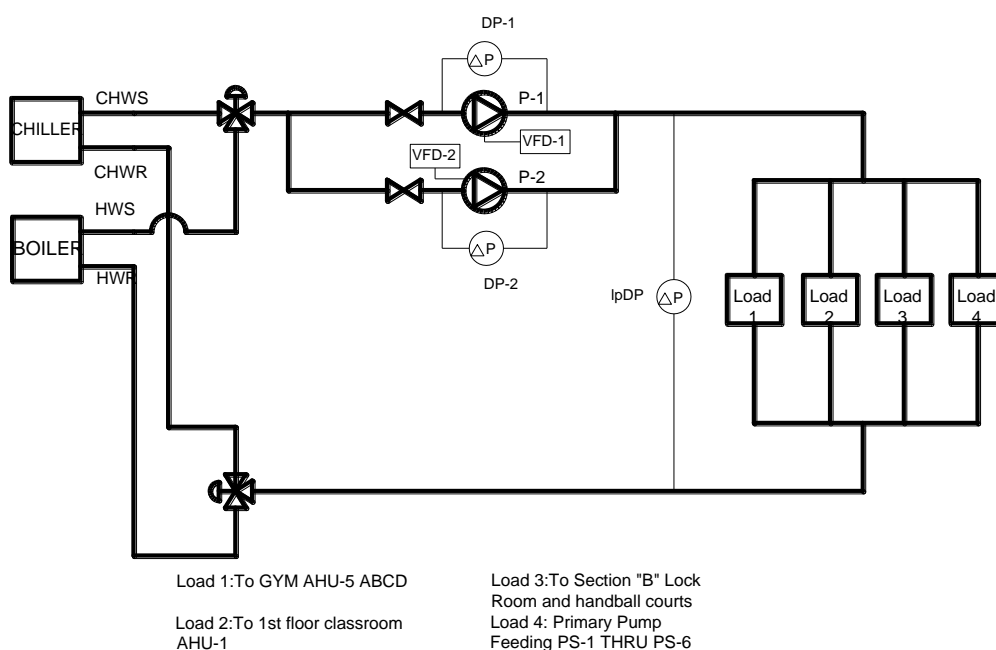 DP-1
△P
CHWS
P-1
CHILLER
VFD-1
VFD-2
CHWR
P-2
HWS
BOILER
△P
HWR
DP-2
lpDP
△P
Load
1
Load
2
Load
3
Load
4
Load 1:To GYM AHU-5 ABCD
Load 2:To 1st floor classroom
AHU-1
Load 3:To Section "B" Lock
Room and handball courts
Load 4: Primary Pump
Feeding PS-1 THRU PS-6